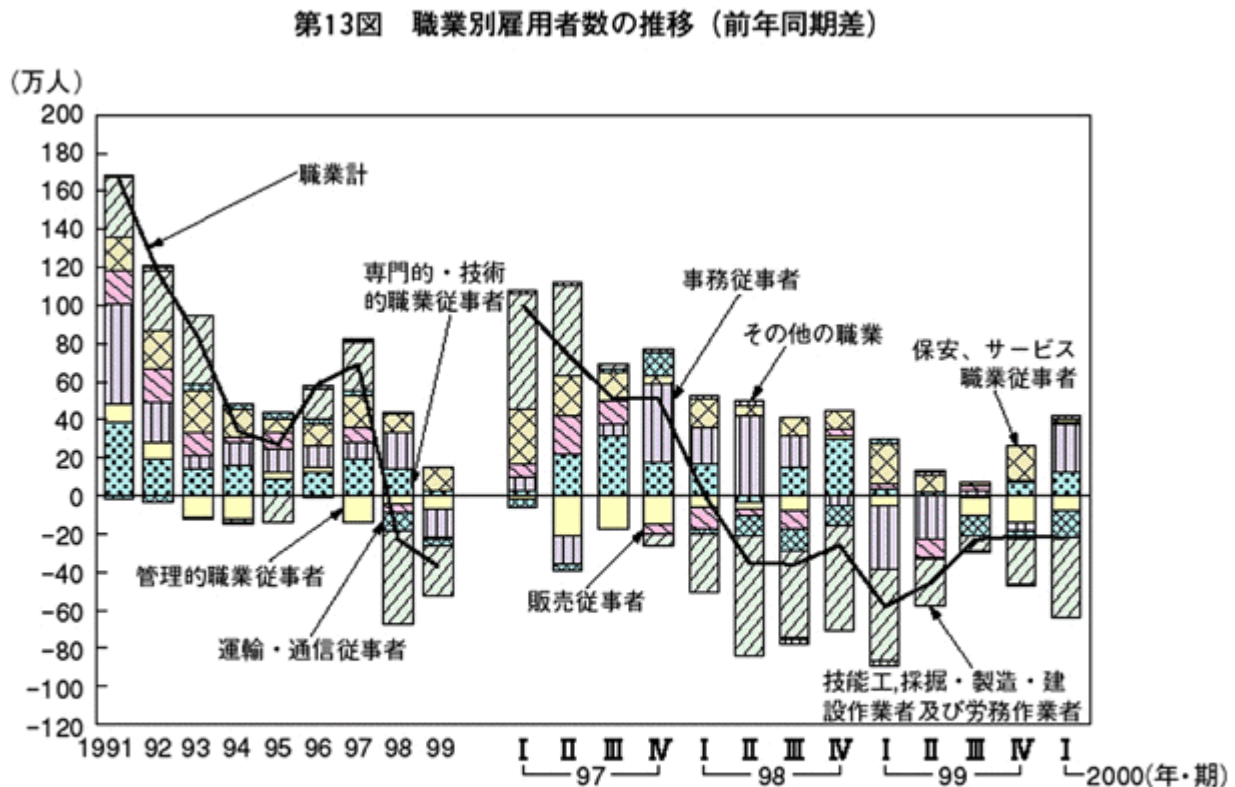 第13図　職業別雇用者数の推移（前年同期差）
(万人)
200
180
160
140
120
100
80
60
40
20
0
−20
−40
−60
−80
−100
−120
職業計
専門的・技術
的職業従事者
事務従事者
その他の職業
保安、サービス
職業従事者
管理的職業従事者
運輸・通信従事者
販売従事者
技能工,採掘・製造・建
設作業者及び労務作業者
1991 92 93 94 95 96 97 98 99 Ⅰ Ⅱ Ⅲ Ⅳ Ⅰ Ⅱ Ⅲ Ⅳ Ⅰ Ⅱ Ⅲ Ⅳ Ⅰ
97 98 99 2000(年・期)